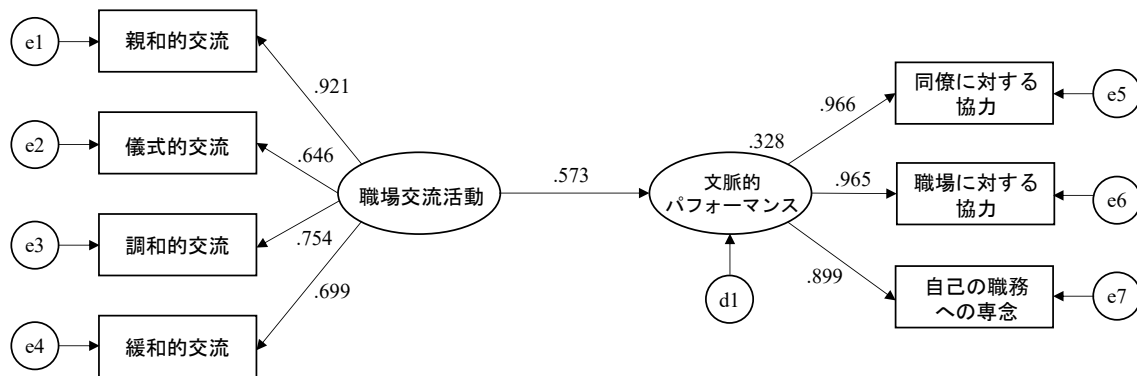 e1
親和的交流
.921
e2
儀式的交流
.646
e3
調和的交流
.754
e4
緩和的交流
.699
職場交流活動
.573
.328
文脈的
パフォーマンス
d1
.966
同僚に対する
協力
e5
.965
職場に対する
協力
e6
.899
自己の職務
への専念
e7